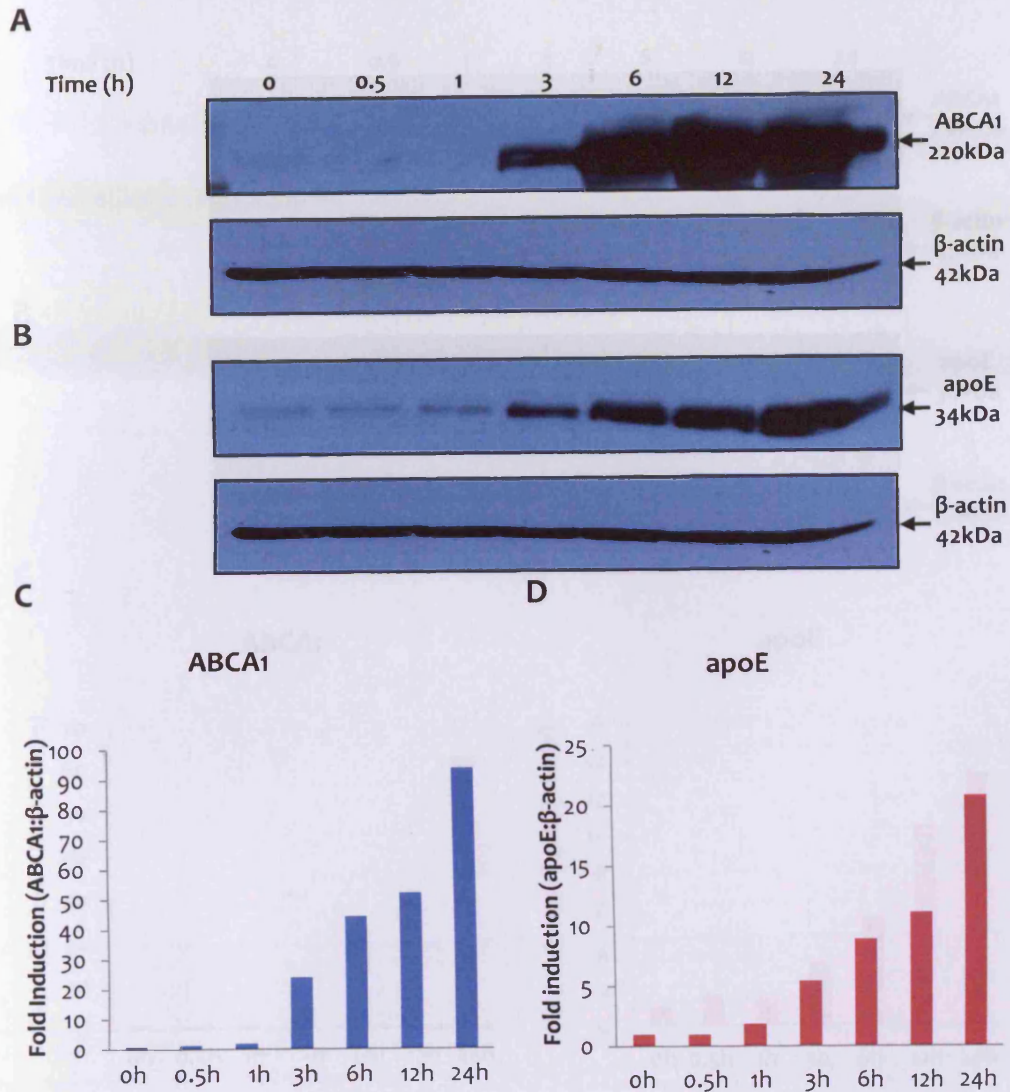 A
Time (h) 0 0.5 1 3 6 12 24
ABCA1
220kDa
β-actin
42kDa
B
apoE
34kDa
β-actin
42kDa
C
D
ABCA1
apoE
Fold Induction (ABCA1:β-actin)
100
90
80
70
60
50
40
30
20
10
0
0h 0.5h 1h 3h 6h 12h 24h
Fold induction (apoE:β-actin)
25
20
15
10
5
0
0h 0.5h 1h 3h 6h 12h 24h